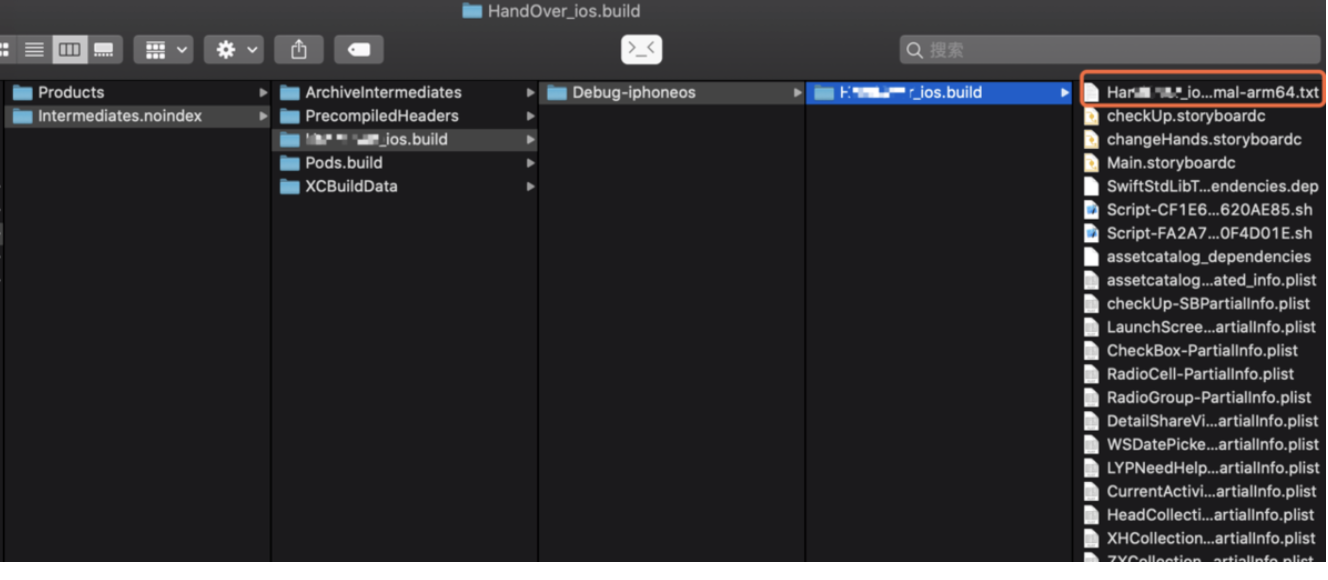 HandOver_ios.build
搜索
Products
Intermediates.noindex
ArchiveIntermediates
PrecompiledHeaders
_ios.build
Pods.build
XCBuildData
Debug-iphoneos
r_ios.build
Har _io...mal-arm64.txt
checkUp.storyboardc
changeHands.storyboardc
Main.storyboardc
SwiftStdLibT...endencies.dep
Script-CF1E6...620AE85.sh
Script-FA2A7...0F4D01E.sh
assetcatalog_dependencies
assetcatalog...ated_info.plist
checkUp-SBPartialInfo.plist
LaunchScree...artialInfo.plist
CheckBox-PartialInfo.plist
RadioCell-PartialInfo.plist
RadioGroup-PartialInfo.plist
DetailShareVi...artialInfo.plist
WSDatePicke...artialInfo.plist
LYPNeedHelp...artialInfo.plist
CurrentActivi...artialInfo.plist
HeadCollecti...artialInfo.plist
XHCollection...artialInfo.plist
ZXCollection...artialInfo.plist